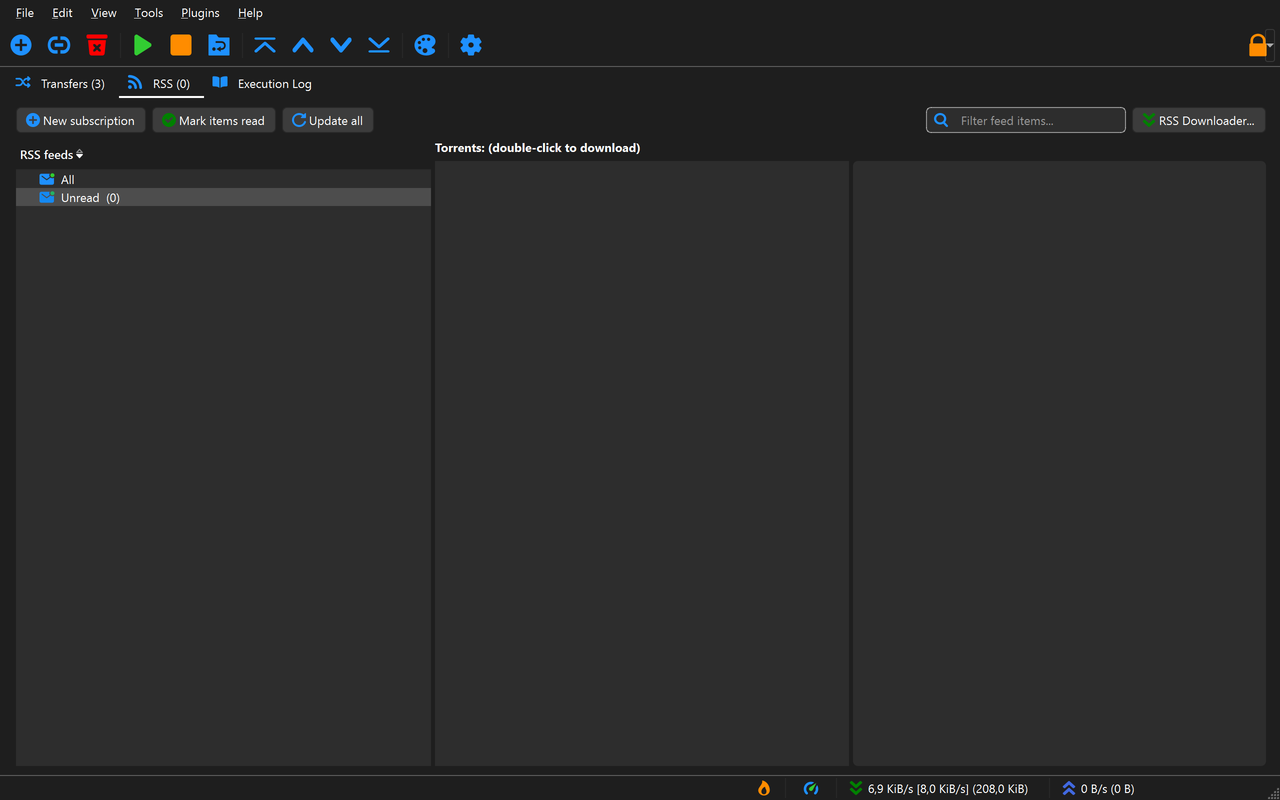 File Edit View Tools Plugins Help
Transfers (3) RSS (0) Execution Log
New subscription Mark items read Update all Filter feed items... RSS Downloader...
RSS feeds Torrents: (double-click to download)
All
Unread (0)
6,9 KiB/s [8,0 KiB/s] (208,0 KiB) 0 B/s (0 B)